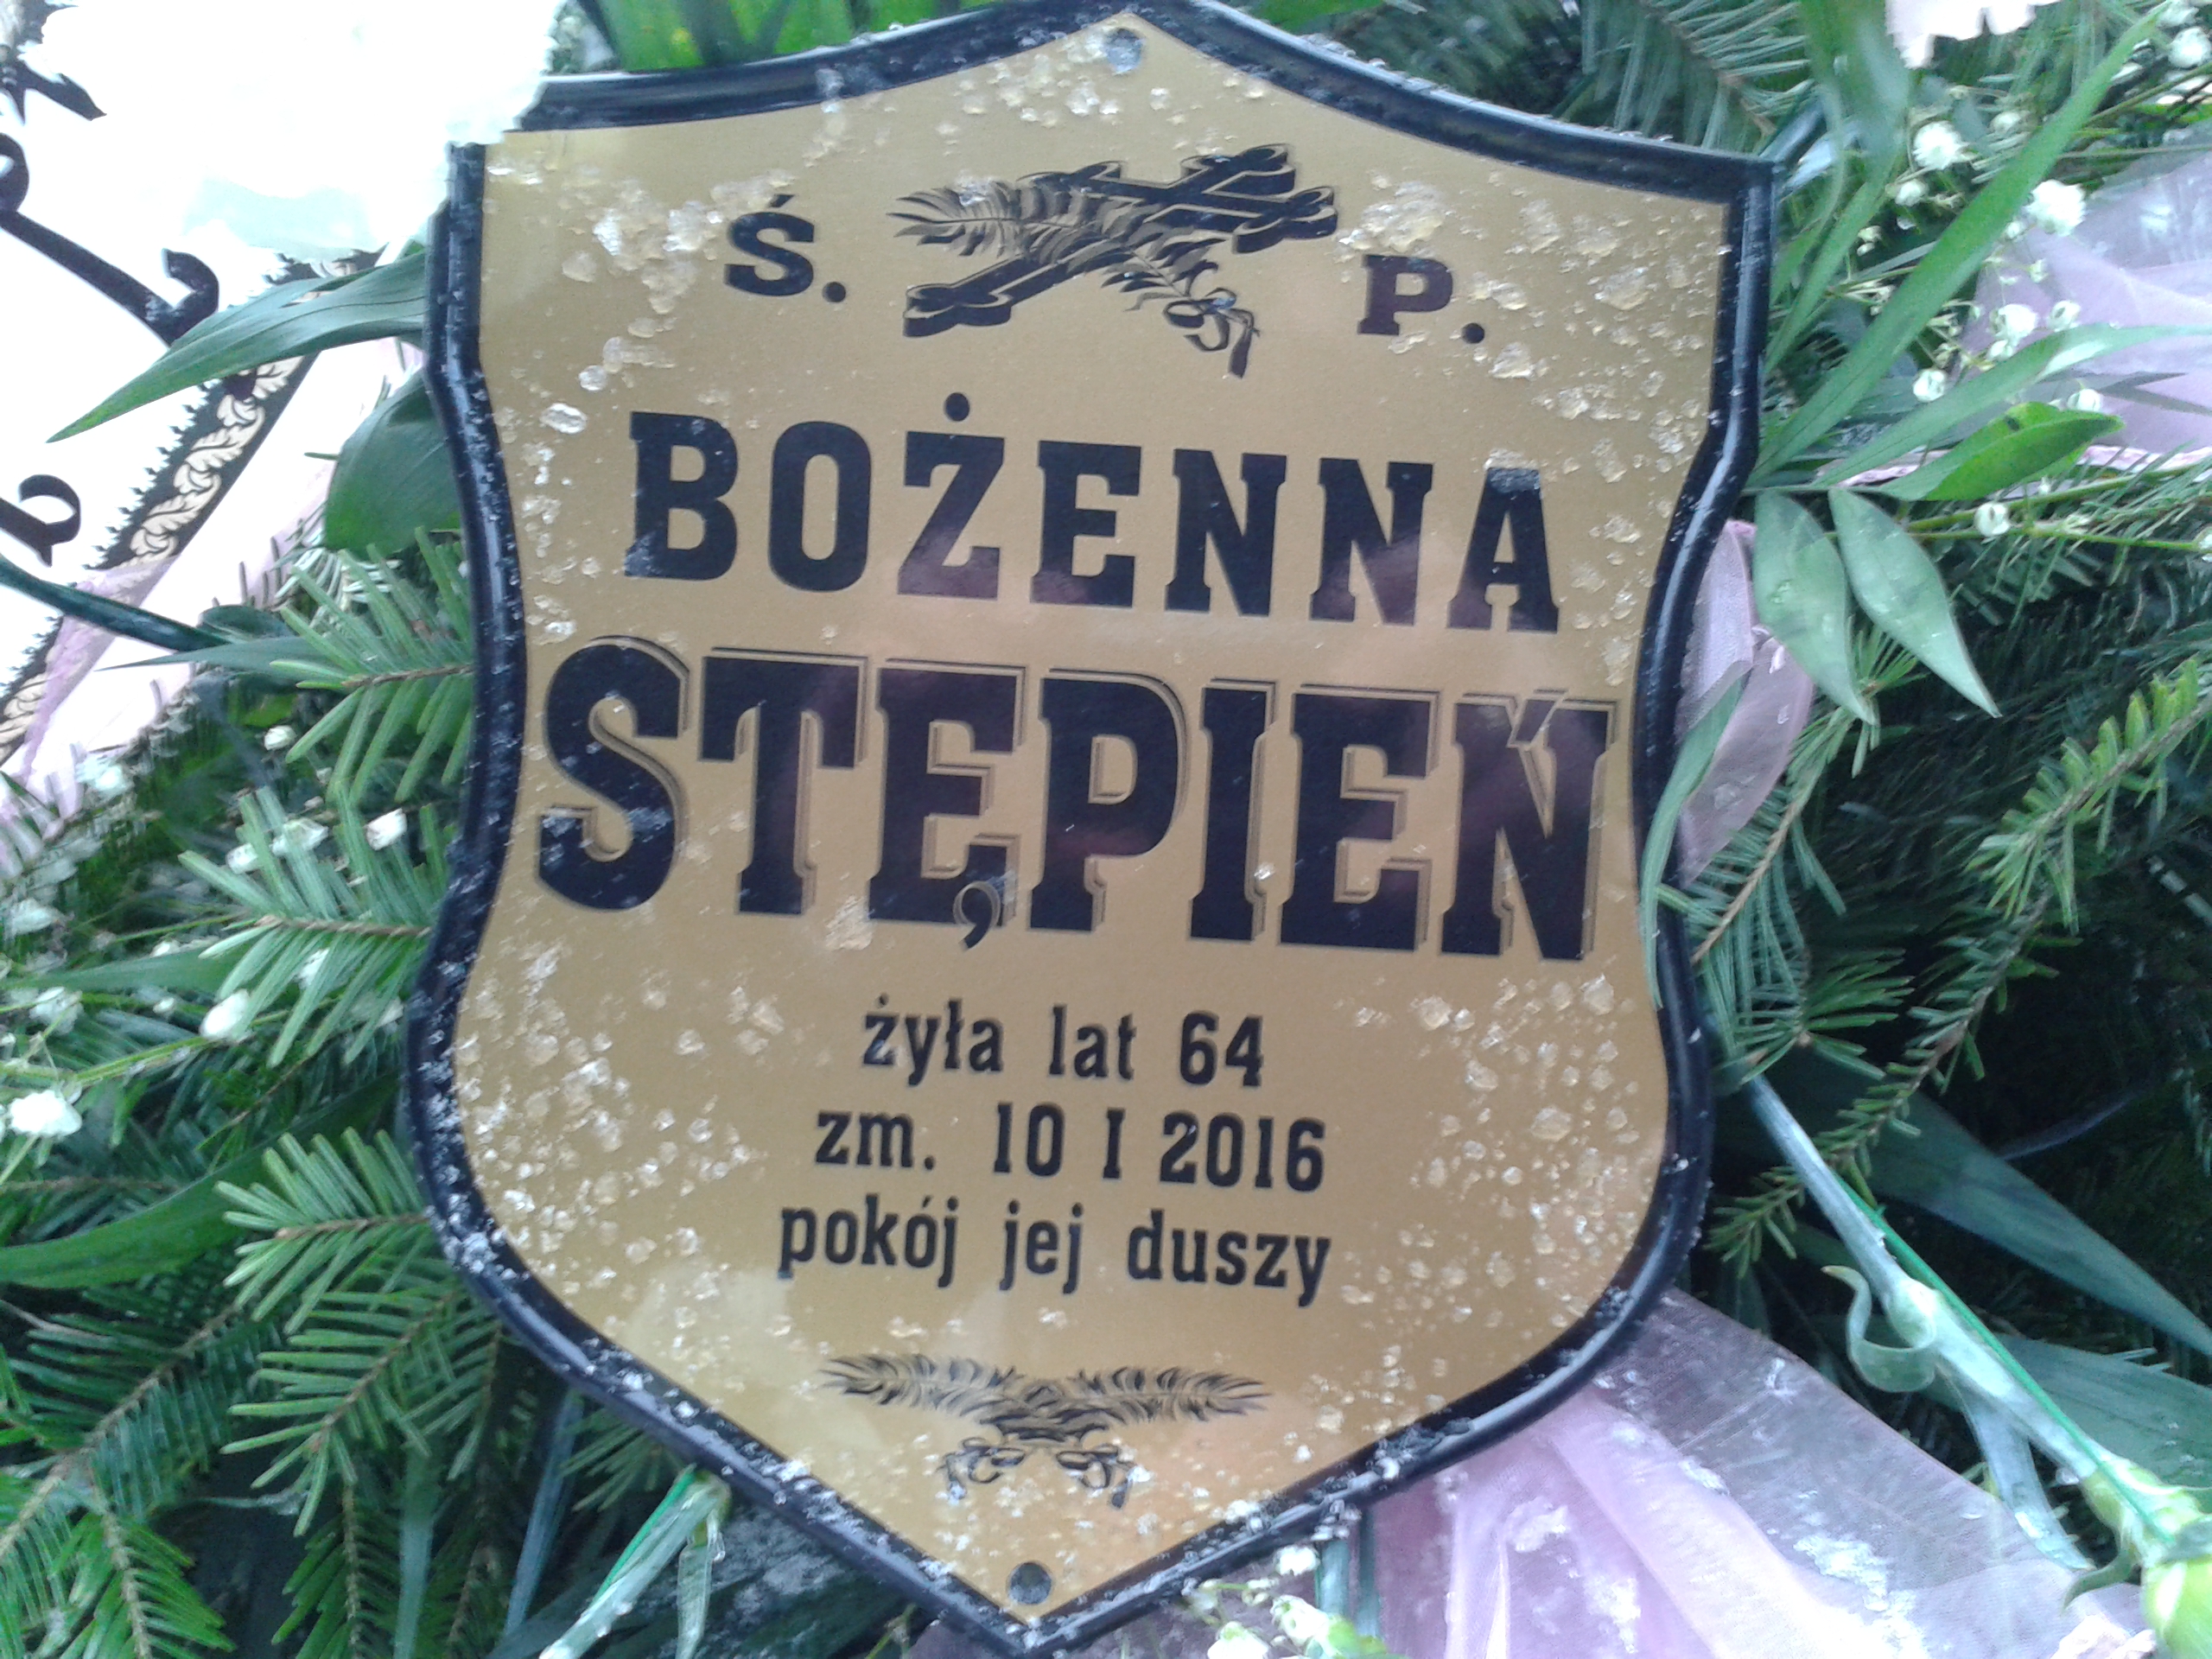 Ś. P.
BOŻENNA
STĘPIEŃ
żyła lat 64
zm. 10 I 2016
pokój jej duszy